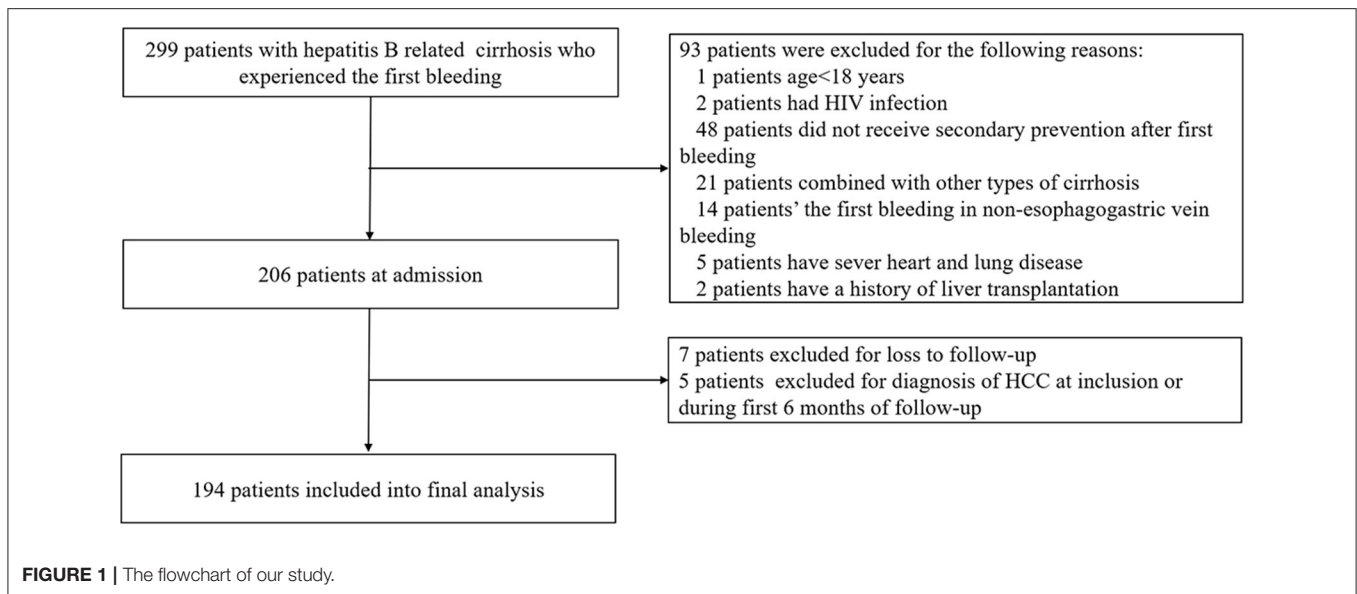 299 patients with hepatitis B related cirrhosis who
experienced the first bleeding
93 patients were excluded for the following reasons:
1 patients age<18 years
2 patients had HIV infection
48 patients did not receive secondary prevention after first
bleeding
21 patients combined with other types of cirrhosis
14 patients’ the first bleeding in non-esophagogastric vein
bleeding
5 patients have sever heart and lung disease
2 patients have a history of liver transplantation
206 patients at admission
7 patients excluded for loss to follow-up
5 patients excluded for diagnosis of HCC at inclusion or
during first 6 months of follow-up
194 patients included into final analysis
FIGURE 1 | The flowchart of our study.